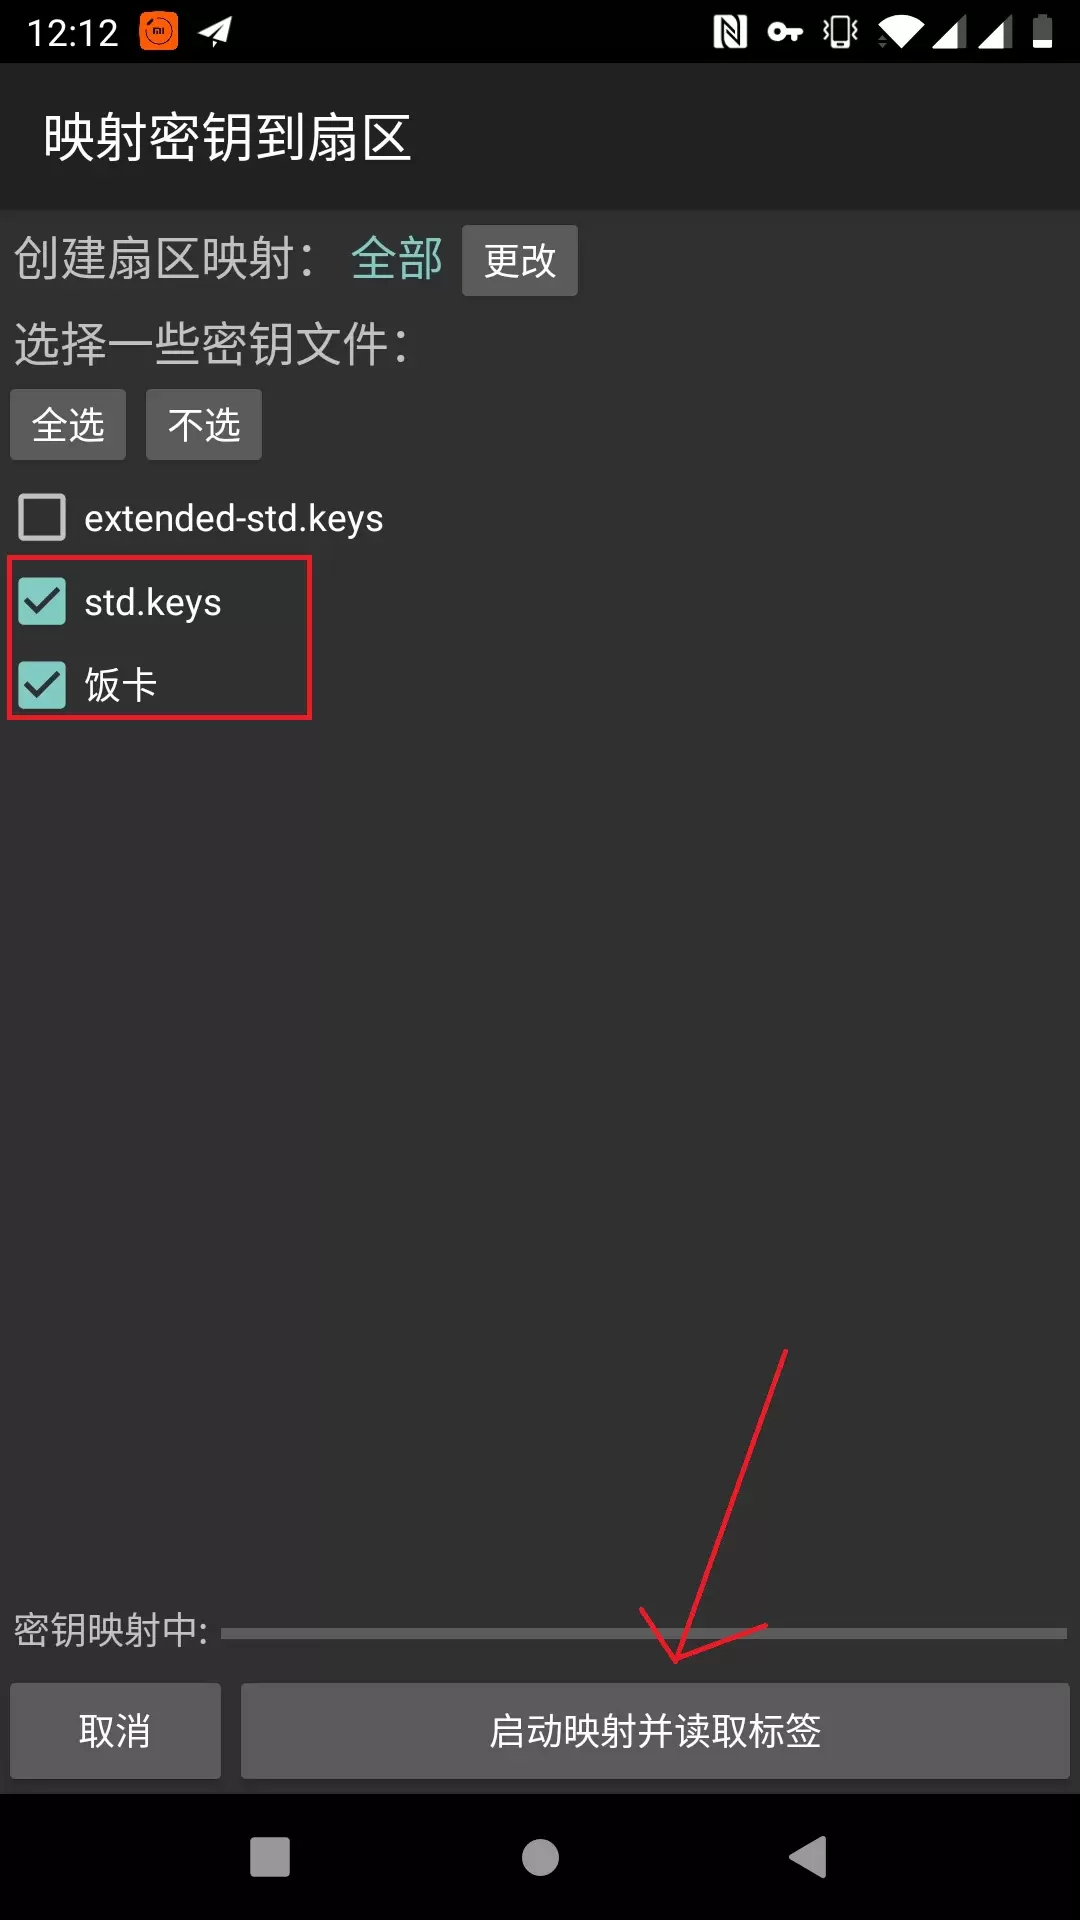 12:12
映射密钥到扇区
创建扇区映射： 全部 更改
选择一些密钥文件：
全选 不选
extended-std.keys
std.keys
饭卡
密钥映射中:
取消 启动映射并读取标签